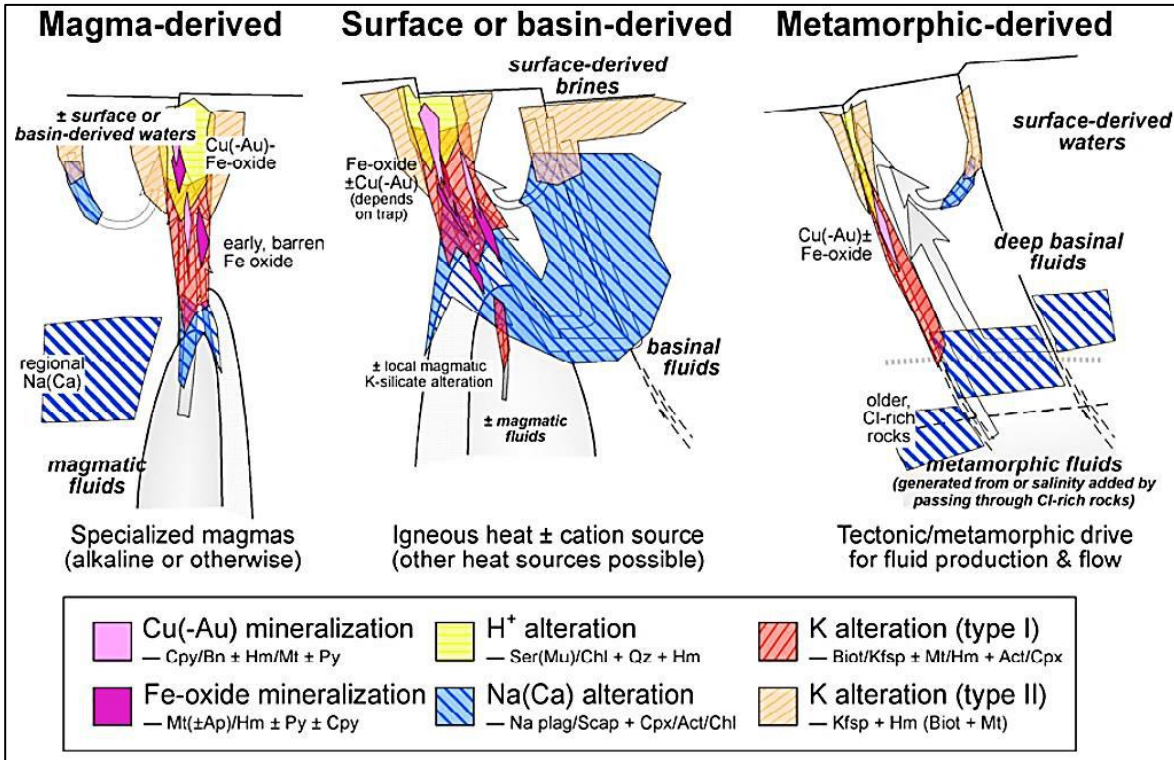 Magma-derived
± surface or
basin-derived waters
Cu(-Au)-
Fe-oxide
early, barren
Fe oxide
regional
Na(Ca)
magmatic
fluids
Specialized magmas
(alkaline or otherwise)
Surface or basin-derived
surface-derived
brines
Fe-oxide
±Cu(-Au)
(depends
on trap)
± local magmatic
K-silicate alteration
± magmatic fluids
basinal
fluids
Igneous heat ± cation source
(other heat sources possible)
Metamorphic-derived
surface-derived
waters
Cu(-Au)±
Fe-oxide
deep basinal
fluids
older,
Cl-rich
rocks
metamorphic fluids
(generated from or salinity added by
passing through Cl-rich rocks)
Tectonic/metamorphic drive
for fluid production & flow
Cu(-Au) mineralization
— Cpy/Bn ± Hm/Mt ± Py
Fe-oxide mineralization
— Mt(±Ap)/Hm ± Py ± Cpy
H⁺ alteration
— Ser(Mu)/Chl + Qz + Hm
Na(Ca) alteration
— Na plag/Scap + Cpx/Act/Chl
K alteration (type I)
— Biot/Kfsp ± Mt/Hm + Act/Cpx
K alteration (type II)
— Kfsp + Hm (Biot + Mt)